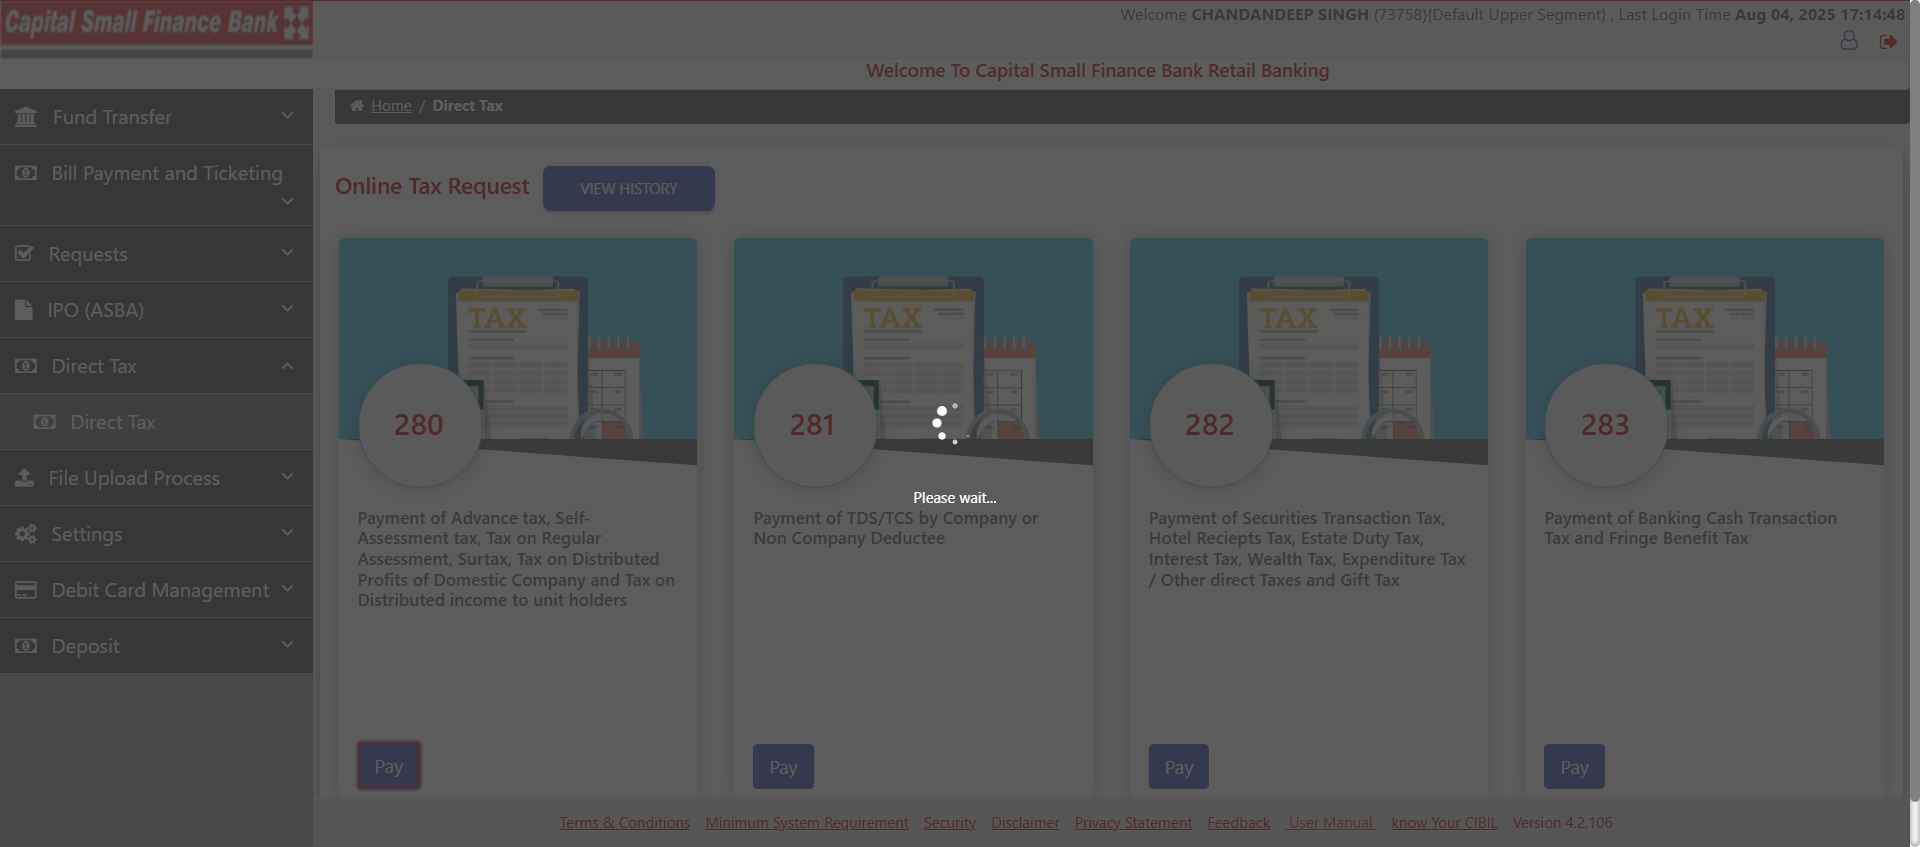 Capital Small Finance Bank
Welcome CHANDANDEEP SINGH (73758){Default Upper Segment} , Last Login Time Aug 04, 2025 17:14:48
Welcome To Capital Small Finance Bank Retail Banking
Home / Direct Tax
Fund Transfer
Bill Payment and Ticketing
Requests
IPO (ASBA)
Direct Tax
Direct Tax
File Upload Process
Settings
Debit Card Management
Deposit
Online Tax Request
VIEW HISTORY
TAX
280
Payment of Advance tax, Self-
Assessment tax, Tax on Regular
Assessment, Surtax, Tax on Distributed
Profits of Domestic Company and Tax on
Distributed income to unit holders
Pay
TAX
281
Payment of TDS/TCS by Company or
Non Company Deductee
Pay
TAX
282
Payment of Securities Transaction Tax,
Hotel Reciepts Tax, Estate Duty Tax,
Interest Tax, Wealth Tax, Expenditure Tax
/ Other direct Taxes and Gift Tax
Pay
TAX
283
Payment of Banking Cash Transaction
Tax and Fringe Benefit Tax
Pay
Please wait...
Terms & Conditions Minimum System Requirement Security Disclaimer Privacy Statement Feedback User Manual know Your CIBIL Version 4.2.106